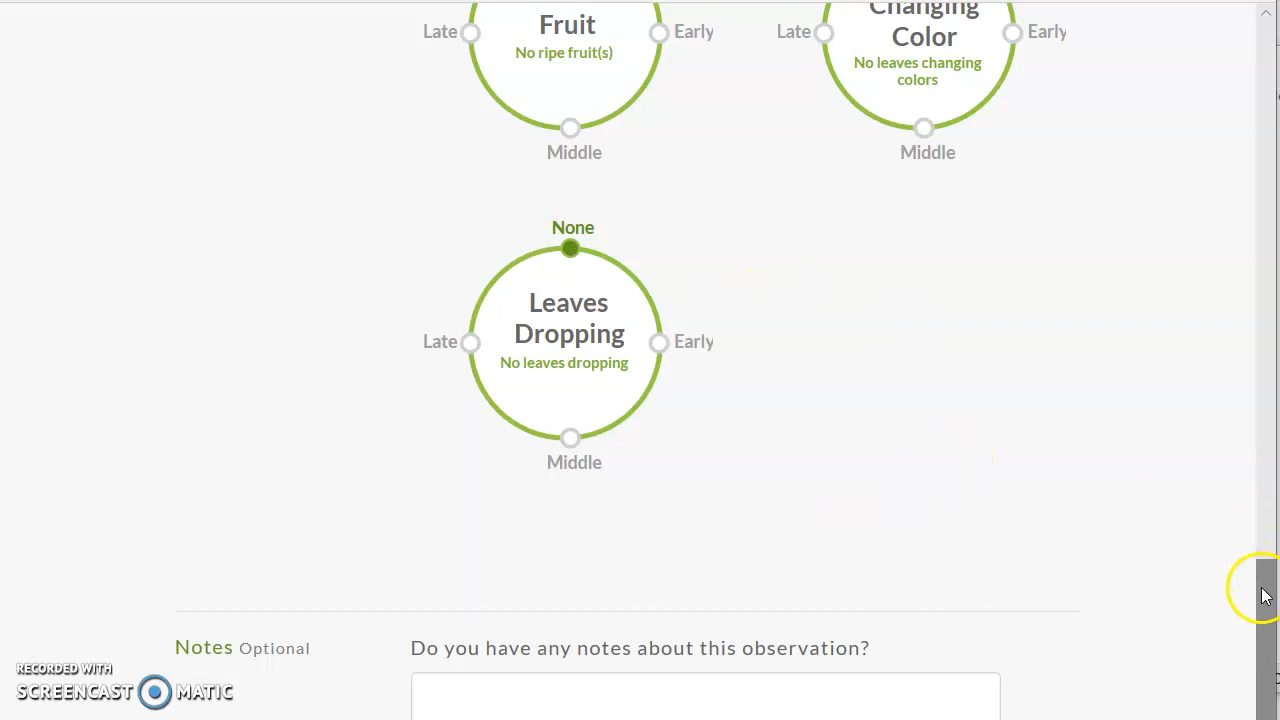 Fruit
No ripe fruit(s)
Late
Early
Middle
Changing
Color
No leaves changing
colors
Late
Early
Middle
None
Leaves
Dropping
No leaves dropping
Late
Early
Middle
Notes Optional
Do you have any notes about this observation?
RECORDED WITH
SCREENCAST MATIC